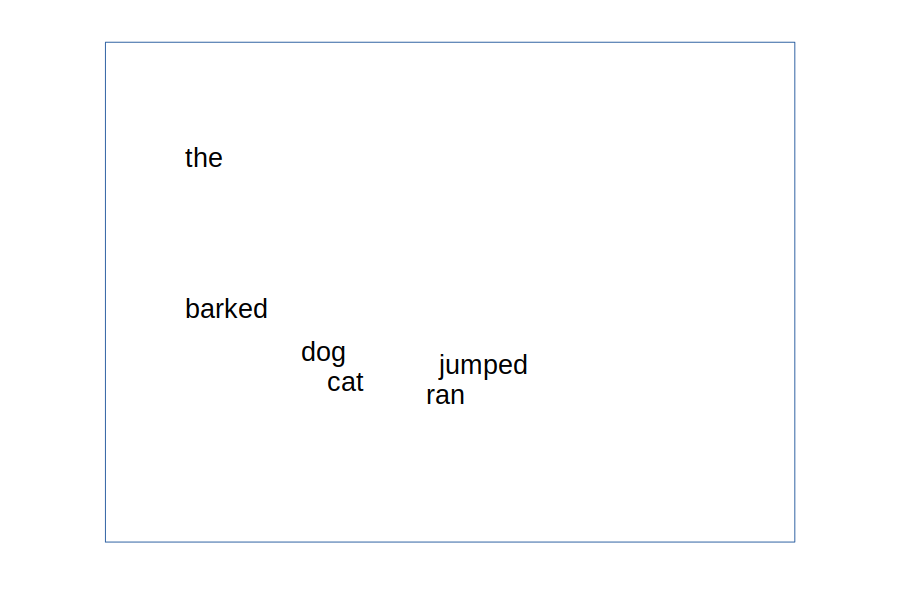 the
barked
dog
jumped
cat
ran